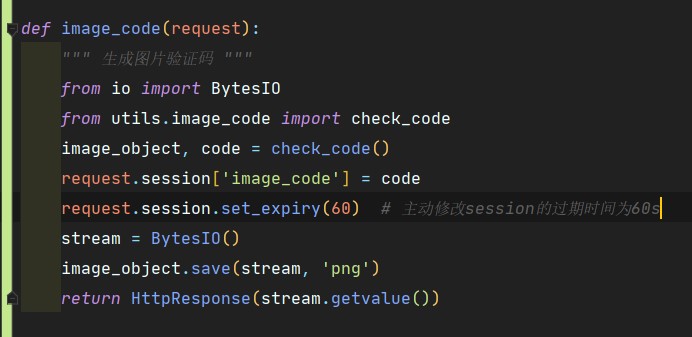 def image_code(request):
    """ 生成图片验证码 """
    from io import BytesIO
    from utils.image_code import check_code
    image_object, code = check_code()
    request.session['image_code'] = code
    request.session.set_expiry(60)  # 主动修改session的过期时间为60s
    stream = BytesIO()
    image_object.save(stream, 'png')
    return HttpResponse(stream.getvalue())